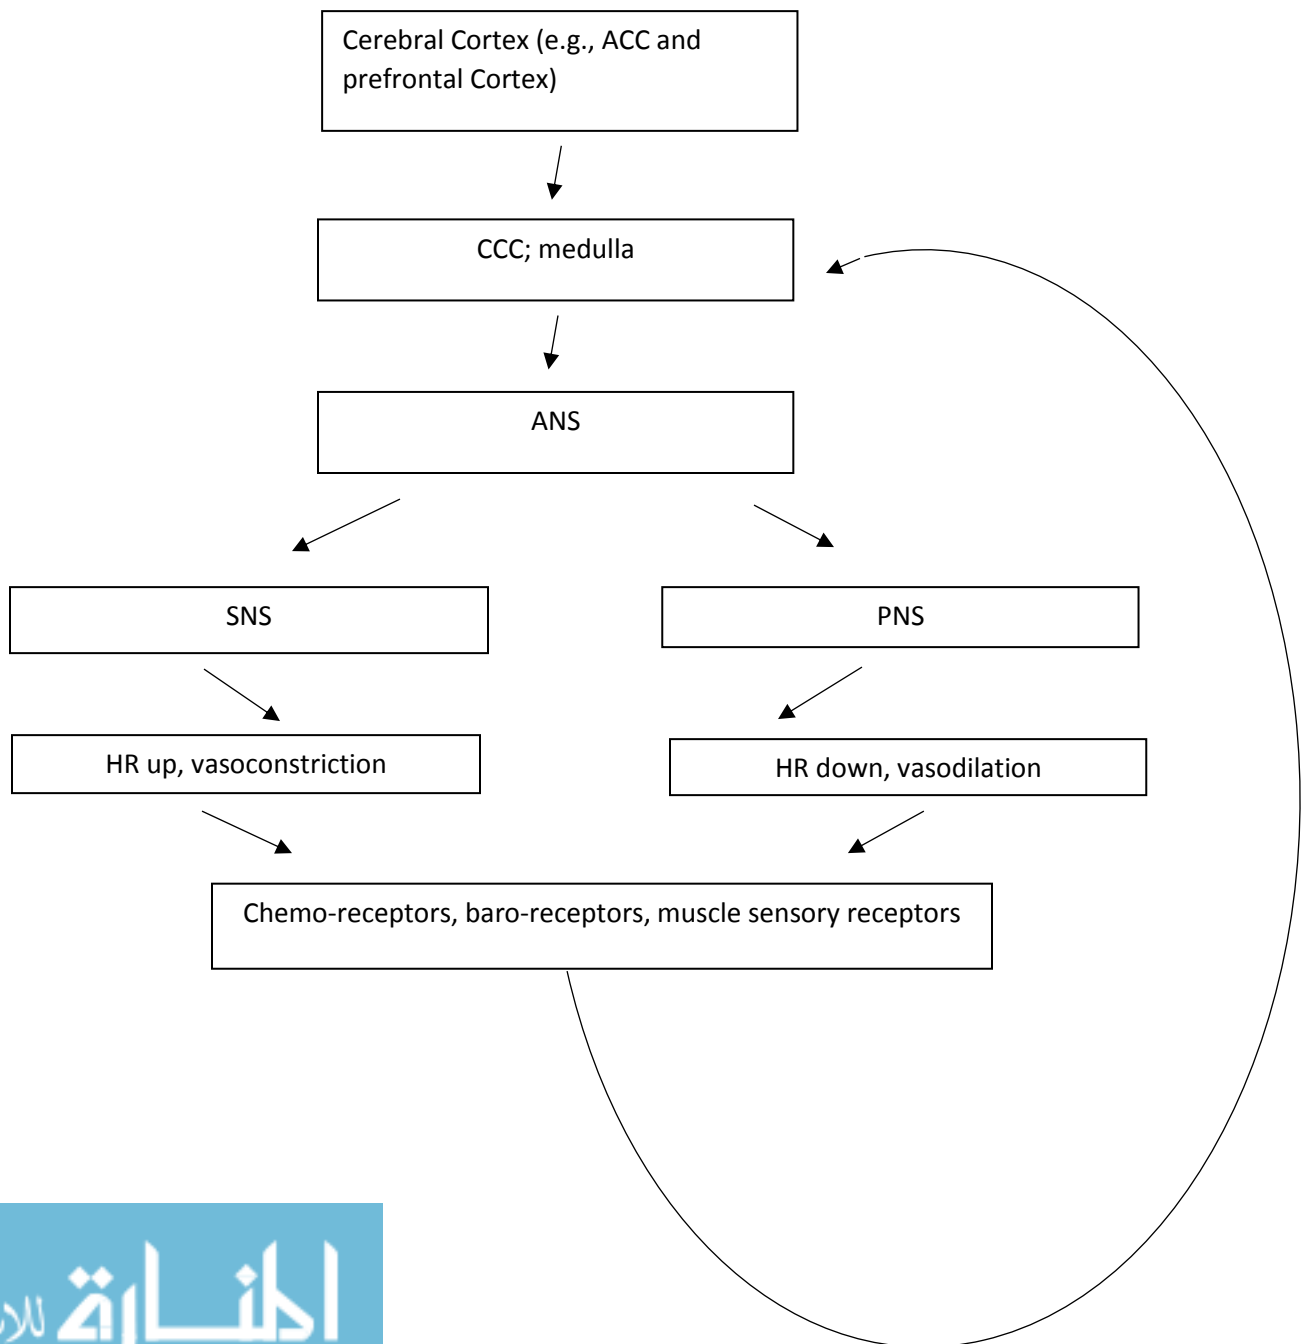 Cerebral Cortex (e.g., ACC and
prefrontal Cortex)
CCC; medulla
ANS
SNS
PNS
HR up, vasoconstriction
HR down, vasodilation
Chemo-receptors, baro-receptors, muscle sensory receptors
المنارة